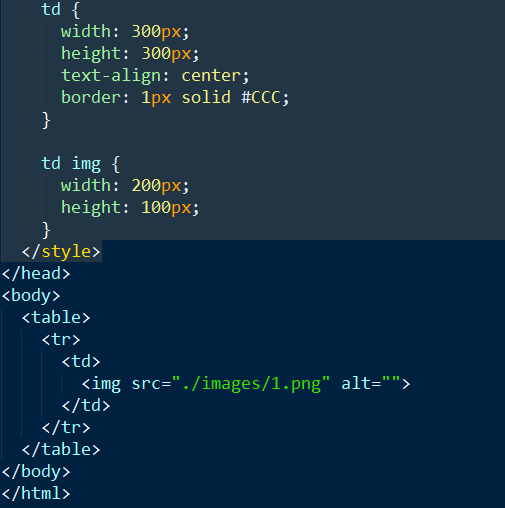 td {
width: 300px;
height: 300px;
text-align: center;
border: 1px solid #CCC;
}
td img {
width: 200px;
height: 100px;
}
</style>
</head>
<body>
<table>
<tr>
<td>
<img src="./images/1.png" alt="">
</td>
</tr>
</table>
</body>
</html>